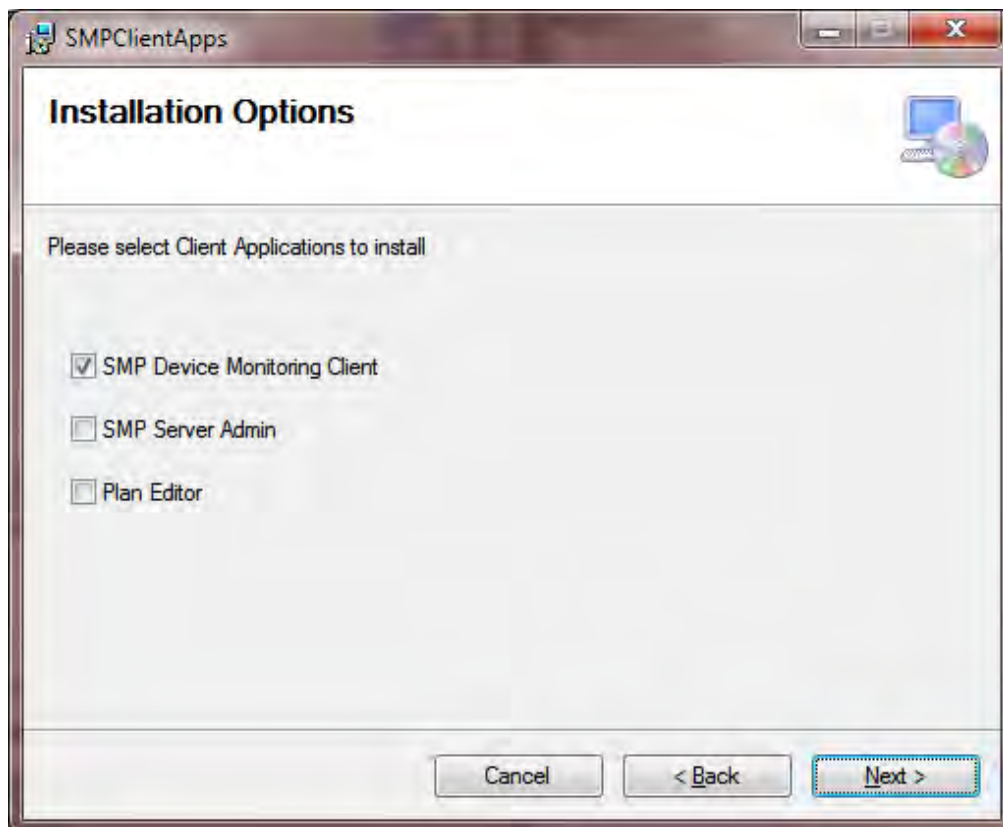 SMPClientApps
Installation Options
Please select Client Applications to install
SMP Device Monitoring Client
SMP Server Admin
Plan Editor
Cancel
< Back
Next >